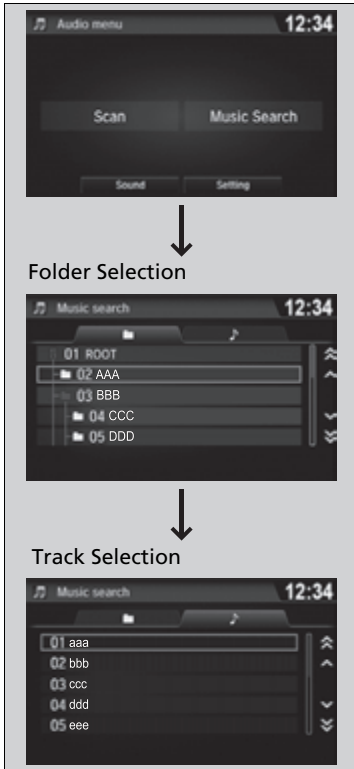 Audio menu 12:34
Scan Music Search
Sound Setting
Folder Selection
Music search 12:34
01 ROOT
02 AAA
03 BBB
04 CCC
05 DDD
Track Selection
Music search 12:34
01 aaa
02 bbb
03 ccc
04 ddd
05 eee